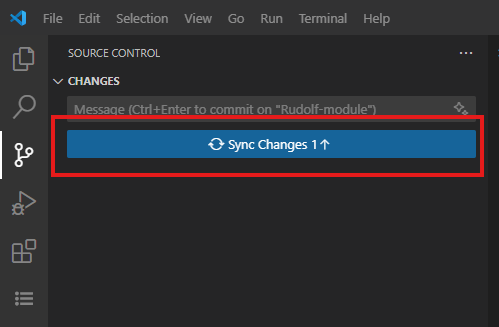 File Edit Selection View Go Run Terminal Help
SOURCE CONTROL ...
CHANGES
Message (Ctrl+Enter to commit on "Rudolf-module")
Sync Changes 1↑